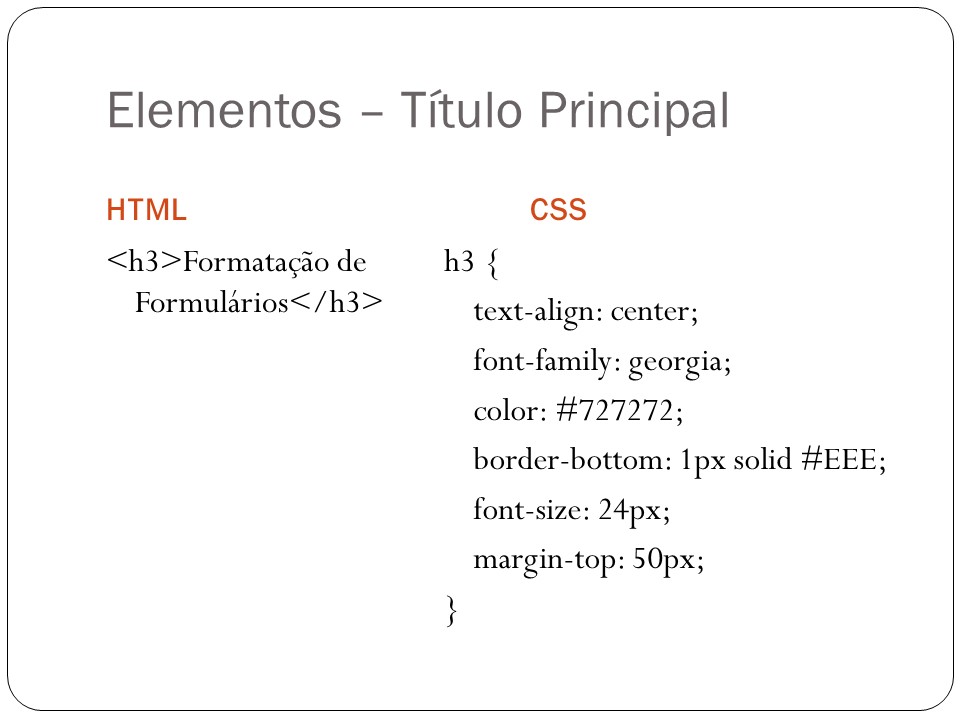 Elementos – Título Principal
HTML
<h3>Formatação de
Formulários</h3>
CSS
h3 {
text-align: center;
font-family: georgia;
color: #727272;
border-bottom: 1px solid #EEE;
font-size: 24px;
margin-top: 50px;
}